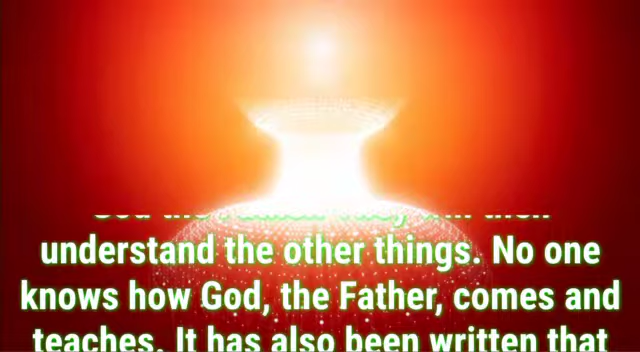 understand the other things. No one
knows how God, the Father, comes and
teaches. It has also been written that